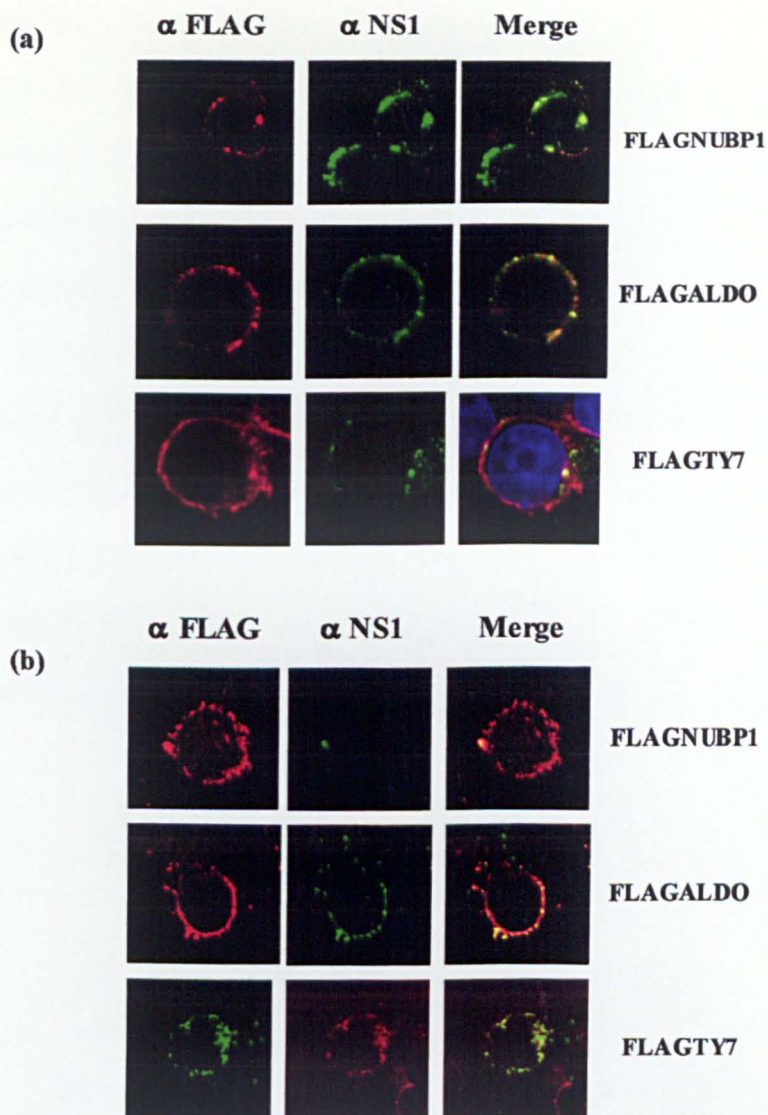 (a)
α FLAG α NS1 Merge
FLAGNUBP1
FLAGALDO
FLAGTY7
(b)
α FLAG α NS1 Merge
FLAGNUBP1
FLAGALDO
FLAGTY7